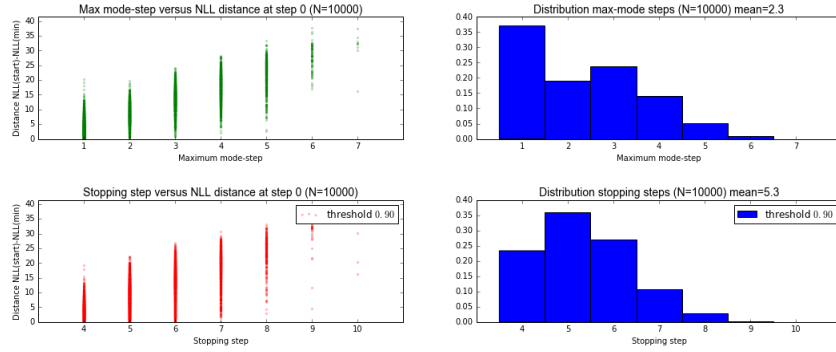 Max mode-step versus NLL distance at step 0 (N=10000)
Distance NLL(start)-NLL(min)
40
35
30
25
20
15
10
5
0
1 2 3 4 5 6 7
Maximum mode-step
Distribution max-mode steps (N=10000) mean=2.3
0.40
0.35
0.30
0.25
0.20
0.15
0.10
0.05
0.00
1 2 3 4 5 6 7
Maximum mode-step
Stopping step versus NLL distance at step 0 (N=10000)
Distance NLL(start)-NLL(min)
40
35
30
25
20
15
10
5
0
threshold 0.90
4 5 6 7 8 9 10
Stopping step
Distribution stopping steps (N=10000) mean=5.3
0.40
0.35
0.30
0.25
0.20
0.15
0.10
0.05
0.00
threshold 0.90
4 5 6 7 8 9 10
Stopping step